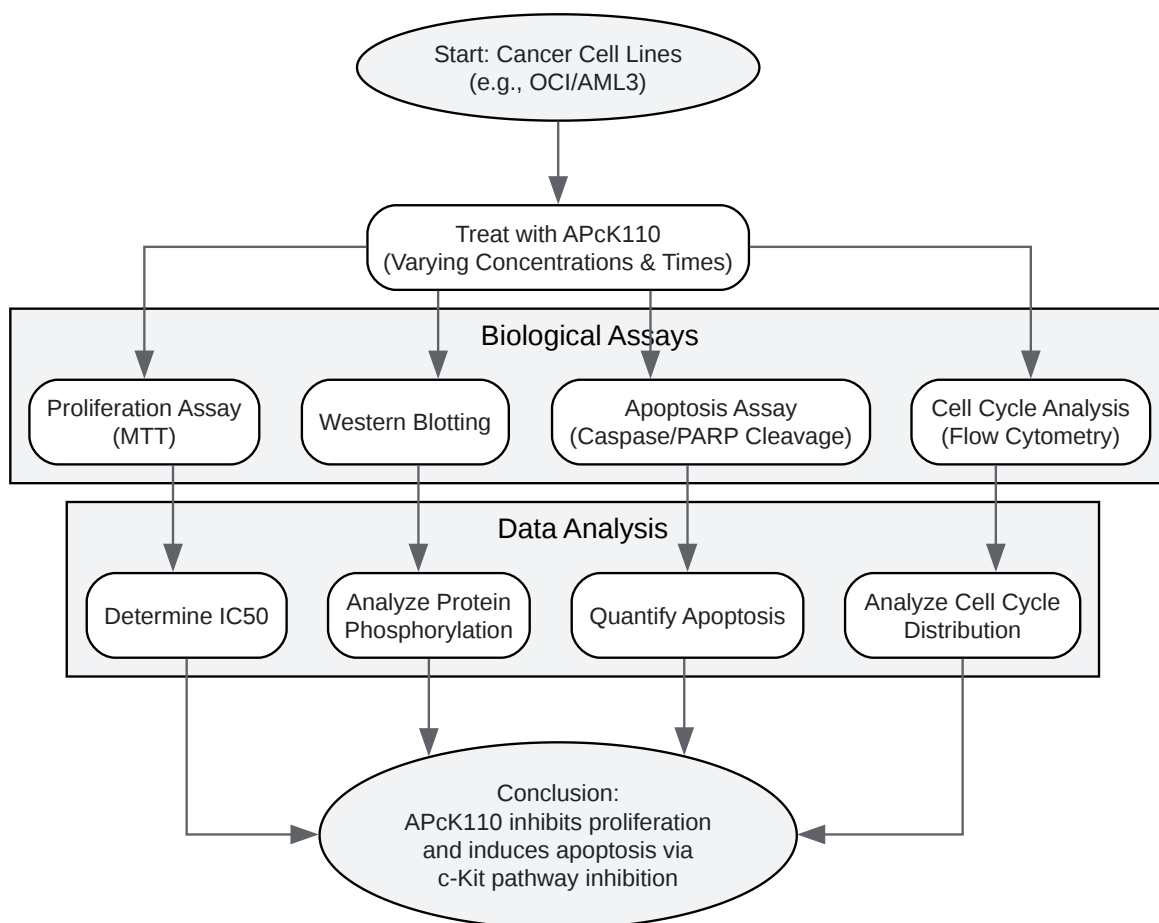 Start: Cancer Cell Lines
(e.g., OCI/AML3)
Treat with APcK110
(Varying Concentrations & Times)
Biological Assays
Proliferation Assay
(MTT)
Western Blotting
Apoptosis Assay
(Caspase/PARP Cleavage)
Cell Cycle Analysis
(Flow Cytometry)
Data Analysis
Determine IC50
Analyze Protein
Phosphorylation
Quantify Apoptosis
Analyze Cell Cycle
Distribution
Conclusion:
APcK110 inhibits proliferation
and induces apoptosis via
c-Kit pathway inhibition